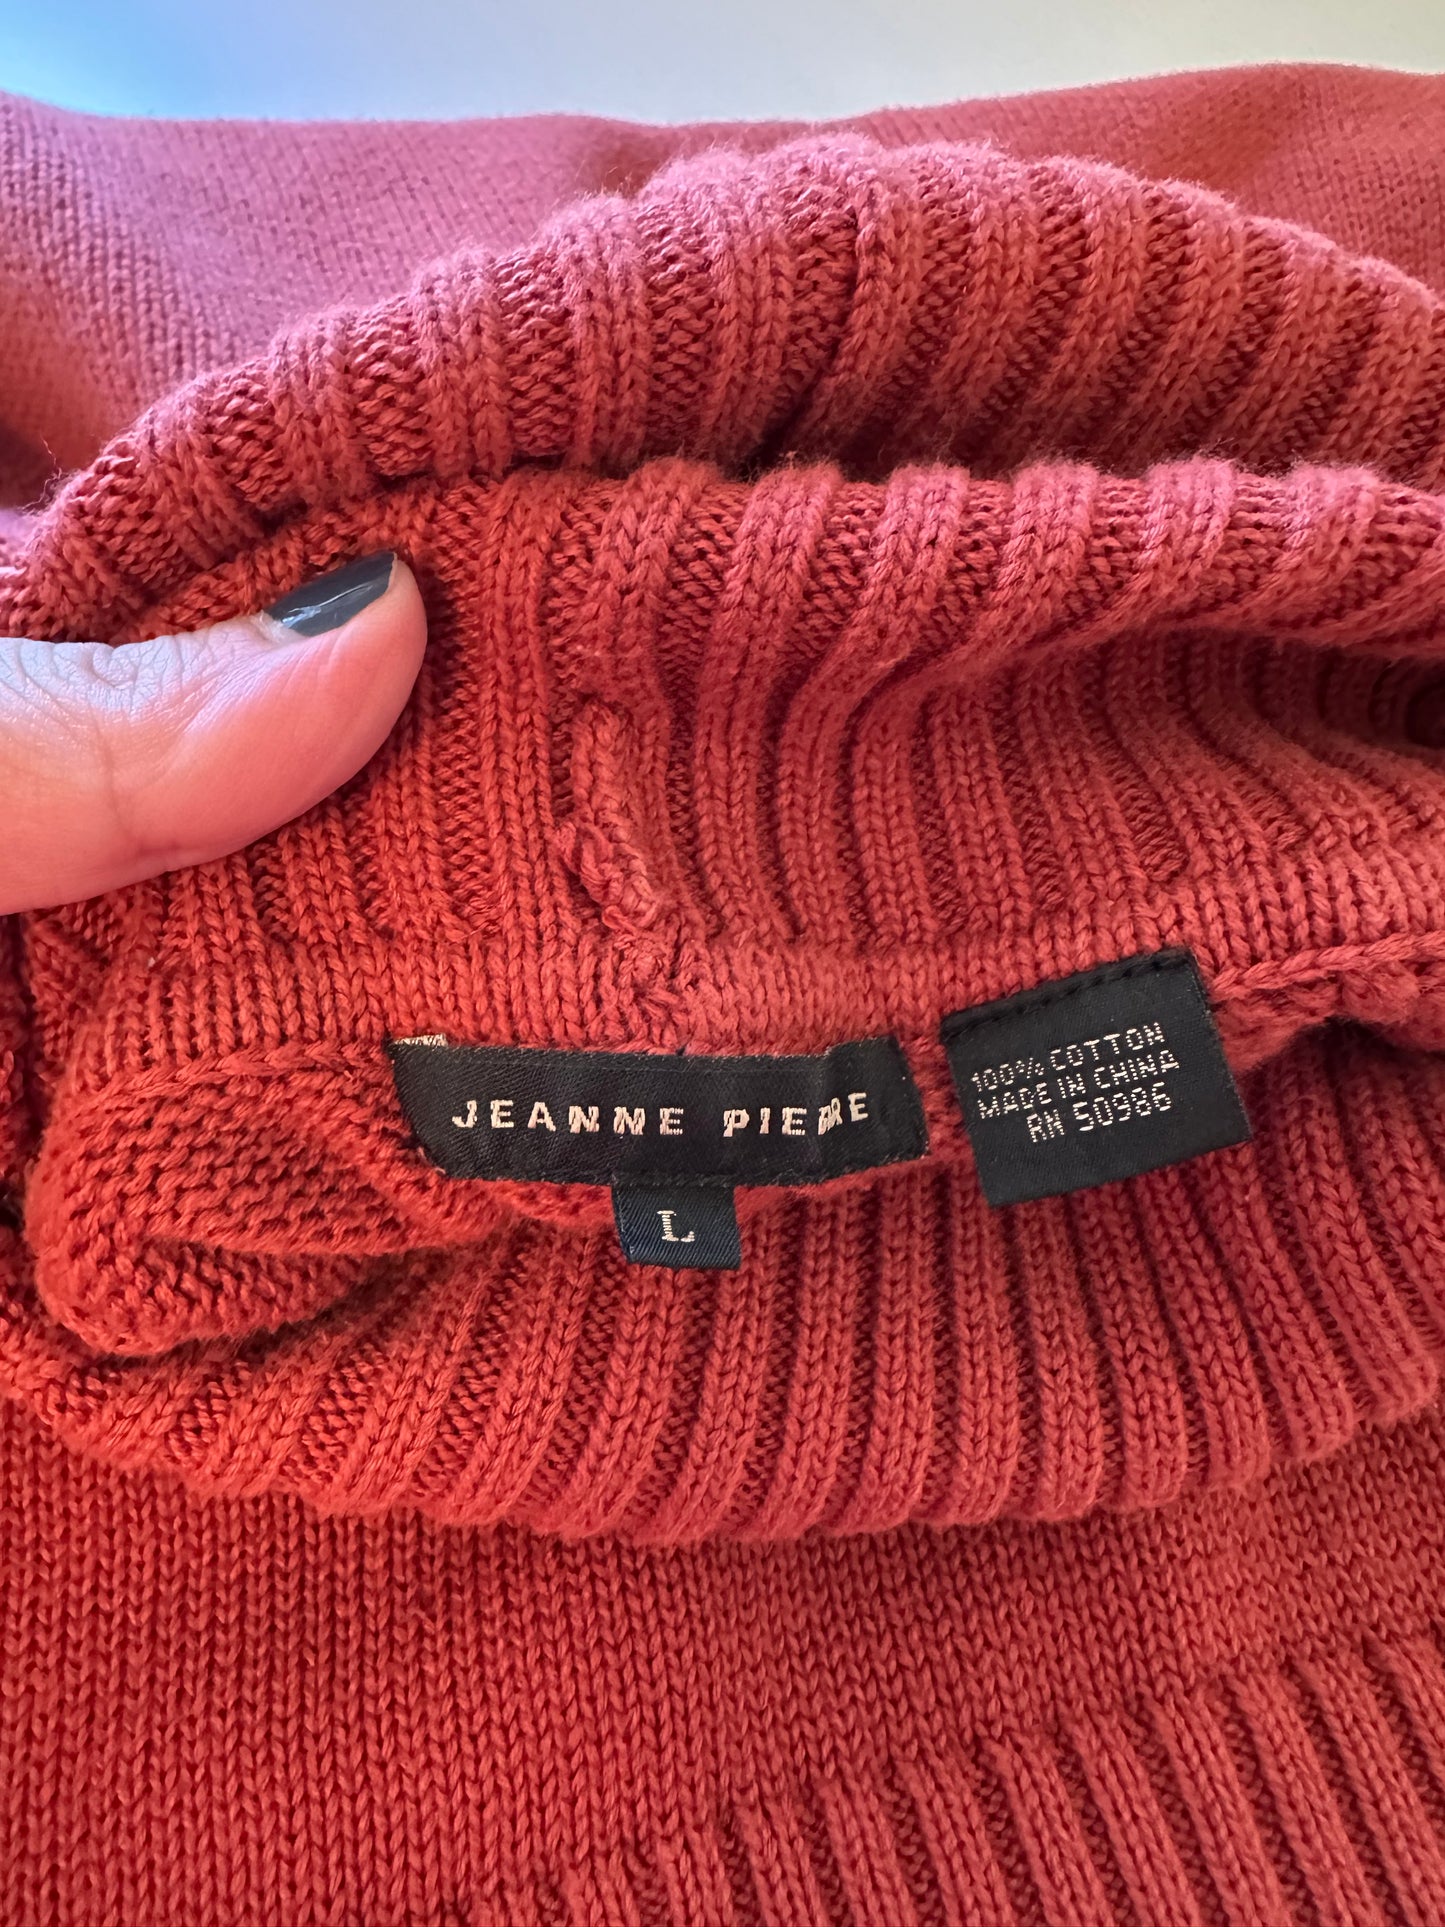 JEANNE PIERRE
L
100% COTTON
MADE IN CHINA
RN 50986